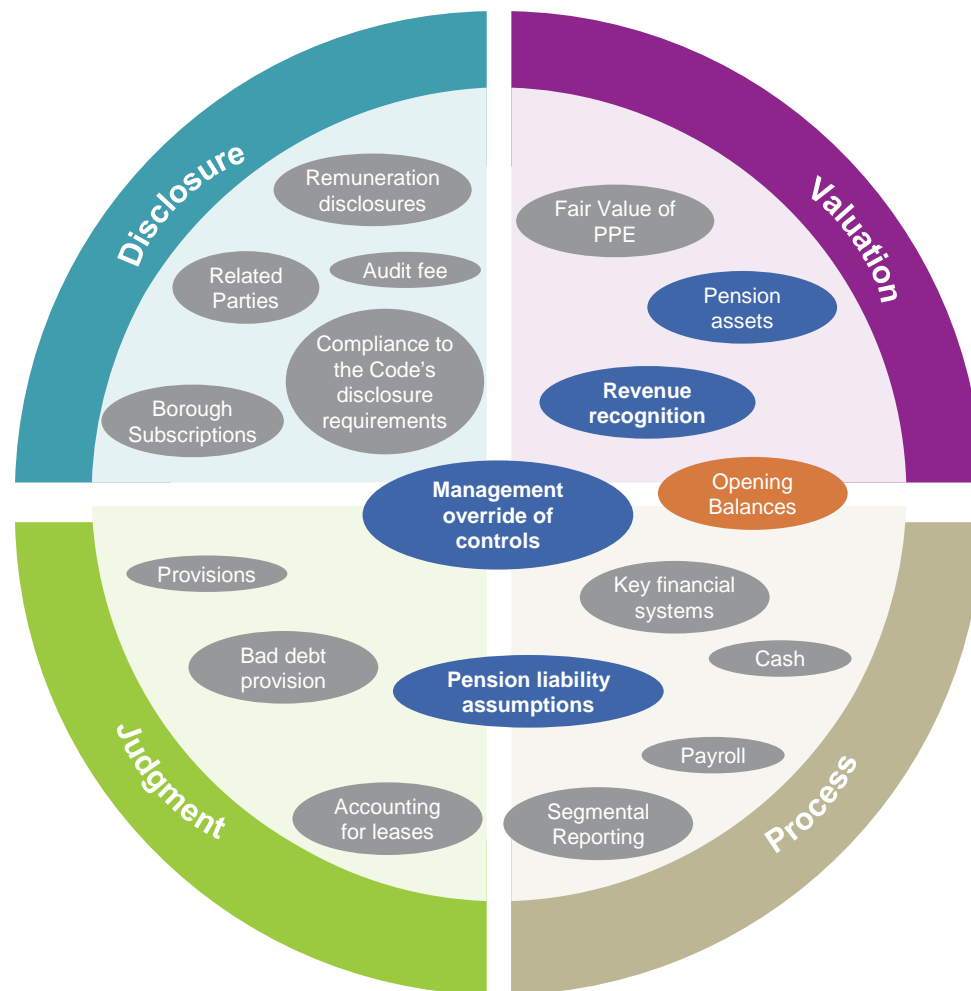 Disclosure
Remuneration
disclosures
Related
Parties
Audit fee
Compliance to
the Code's
disclosure
requirements
Borough
Subscriptions
Valuation
Fair Value of
PPE
Pension
assets
Revenue
recognition
Management
override of
controls
Opening
Balances
Judgment
Provisions
Bad debt
provision
Pension liability
assumptions
Accounting
for leases
Process
Key financial
systems
Cash
Payroll
Segmental
Reporting